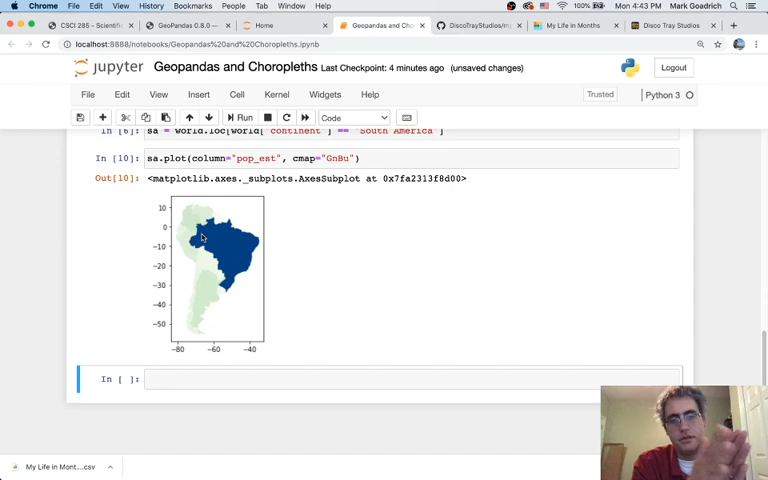 Chrome File Edit View History Bookmarks People Tab Window Help 100% Mon 4:43 PM Mark Goadrich
CSCI 285 - Scientific GeoPandas 0.8.0 — Home Geopandas and Cho DiscoTrayStudios/m My Life in Months Disco Tray Studios
localhost:8888/notebooks/Geopandas%20and%20Choropleths.ipynb
jupyter Geopandas and Choropleths Last Checkpoint: 4 minutes ago (unsaved changes) Logout
File Edit View Insert Cell Kernel Widgets Help Trusted Python 3
Run Code
In [6]: sa = world.loc[world['continent'] == 'South America']
In [10]: sa.plot(column="pop_est", cmap="GnBu")
Out[10]: <matplotlib.axes._subplots.AxesSubplot at 0x7fa2313f8d00>
10
0
−10
−20
−30
−40
−50
−80 −60 −40
In [ ]:
My Life in Mont....csv